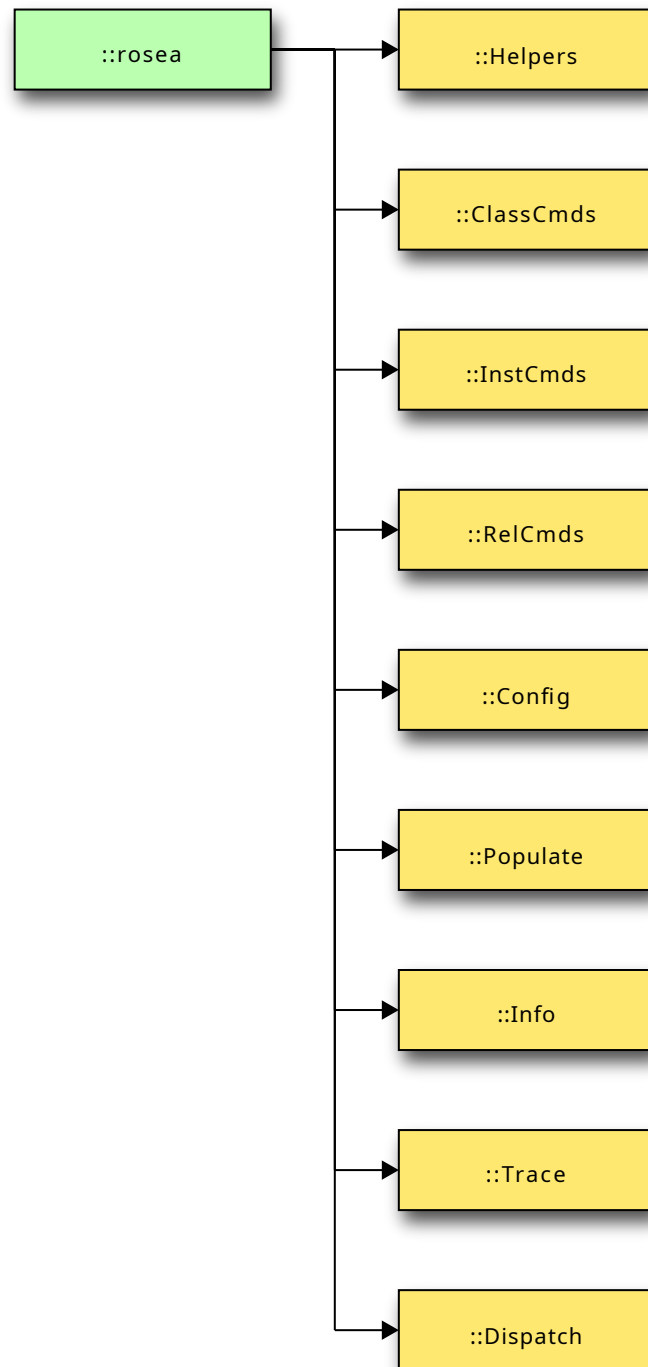 ::rosea
::Helpers
::ClassCmds
::InstCmds
::RelCmds
::Config
::Populate
::Info
::Trace
::Dispatch